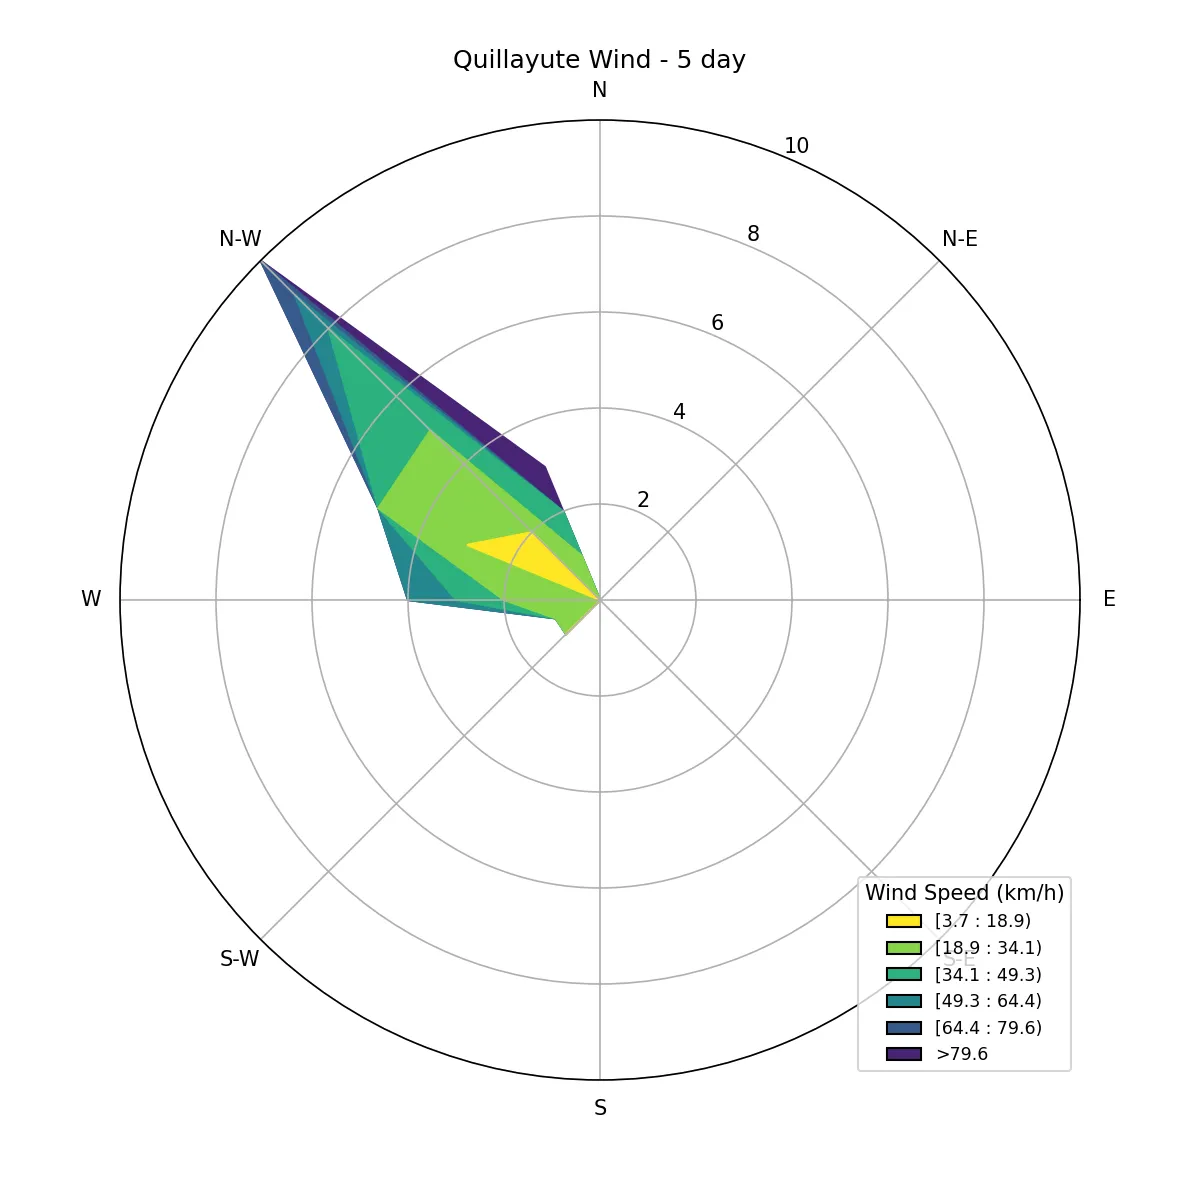 Quillayute Wind - 5 day
N
10
N-W
N-E
8
6
4
2
W
E
S-W
S-E
S
Wind Speed (km/h)
[3.7 : 18.9)
[18.9 : 34.1)
[34.1 : 49.3)
[49.3 : 64.4)
[64.4 : 79.6)
>79.6